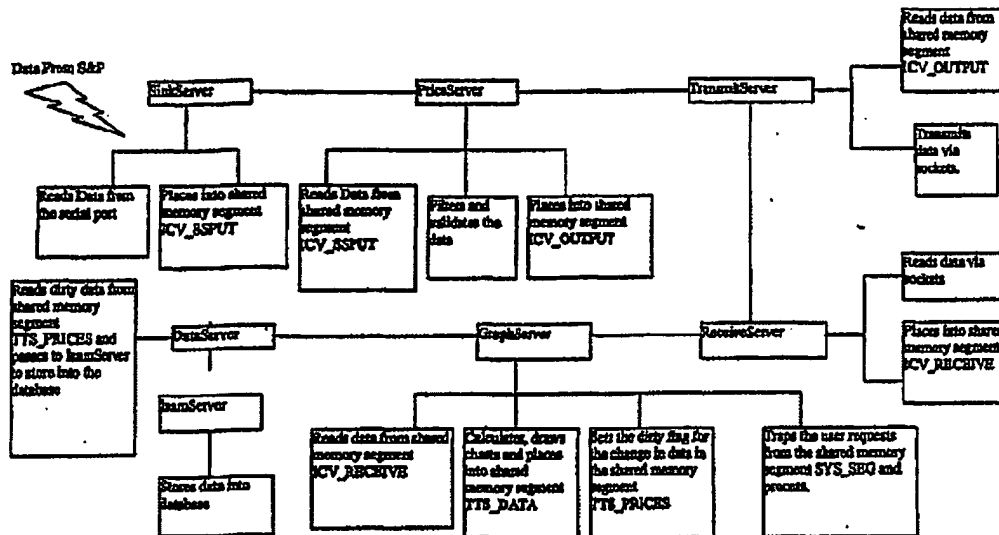 Data From S&P
SinkServer
PriceServer
TransmitServer
Reads data from
shared memory
segment
ICV_OUTPUT
Transmits
data via
sockets.
Reads Data from
the serial port
Places into shared
memory segment
ICV_SSPUT
Reads Data from
shared memory
segment
ICV_SSPUT
Filters and
validates the
data
Places into shared
memory segment
ICV_OUTPUT
Reads dirty data from
shared memory
segment
TTS_PRICES and
passes to IsamServer
to store into the
database
DataServer
GraphServer
ReceiveServer
Reads data via
sockets
Places into shared
memory segment
ICV_RECEIVE
IsamServer
Stores data into
database
Reads data from shared
memory segment
ICV_RECEIVE
Calculates, draws
charts and places
into shared
memory segment
TTS_DATA
Sets the dirty flag for
the change in data in
the shared memory
segment
TTS_PRICES
Traps the user requests
from the shared memory
segment SYS_SEG and
process.